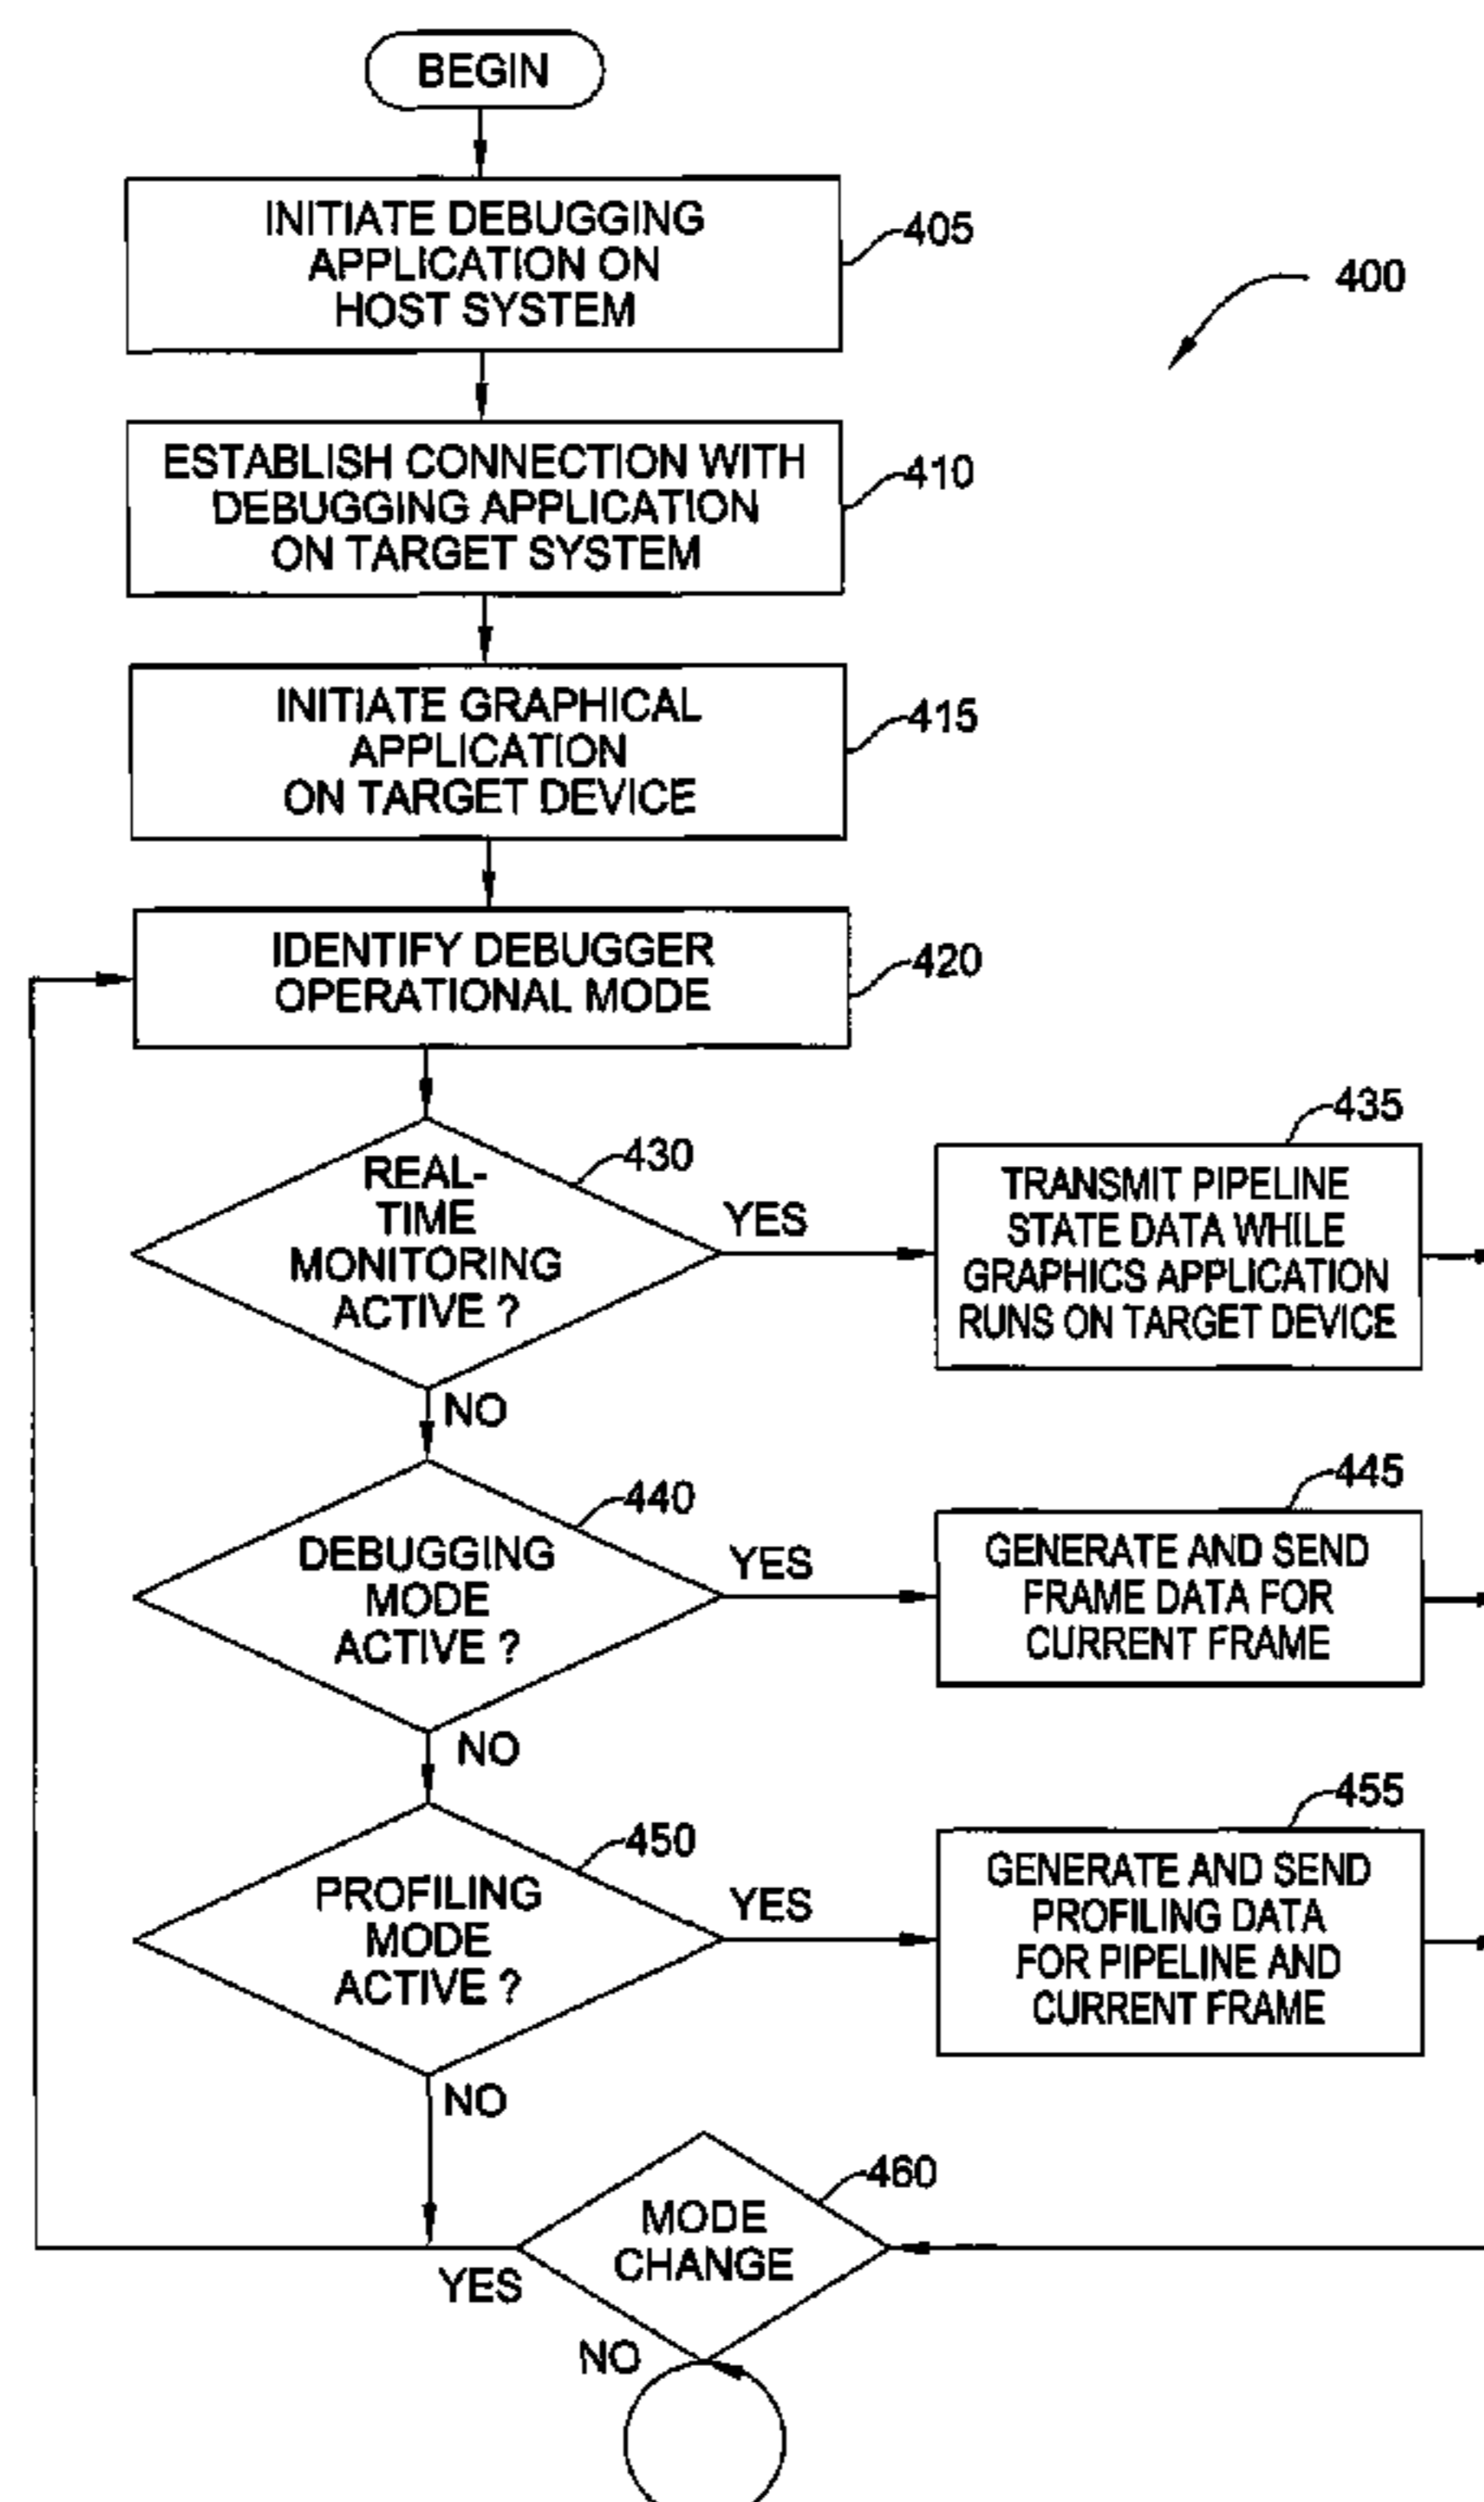 BEGIN
INITIATE DEBUGGING
APPLICATION ON
HOST SYSTEM
405
400
ESTABLISH CONNECTION WITH
DEBUGGING APPLICATION
ON TARGET SYSTEM
410
INITIATE GRAPHICAL
APPLICATION
ON TARGET DEVICE
415
IDENTIFY DEBUGGER
OPERATIONAL MODE
420
REAL-
TIME
MONITORING
ACTIVE ?
430
YES
NO
435
TRANSMIT PIPELINE
STATE DATA WHILE
GRAPHICS APPLICATION
RUNS ON TARGET DEVICE
DEBUGGING
MODE
ACTIVE ?
440
YES
NO
445
GENERATE AND SEND
FRAME DATA FOR
CURRENT FRAME
PROFILING
MODE
ACTIVE ?
450
YES
NO
455
GENERATE AND SEND
PROFILING DATA
FOR PIPELINE AND
CURRENT FRAME
MODE
CHANGE
460
YES
NO